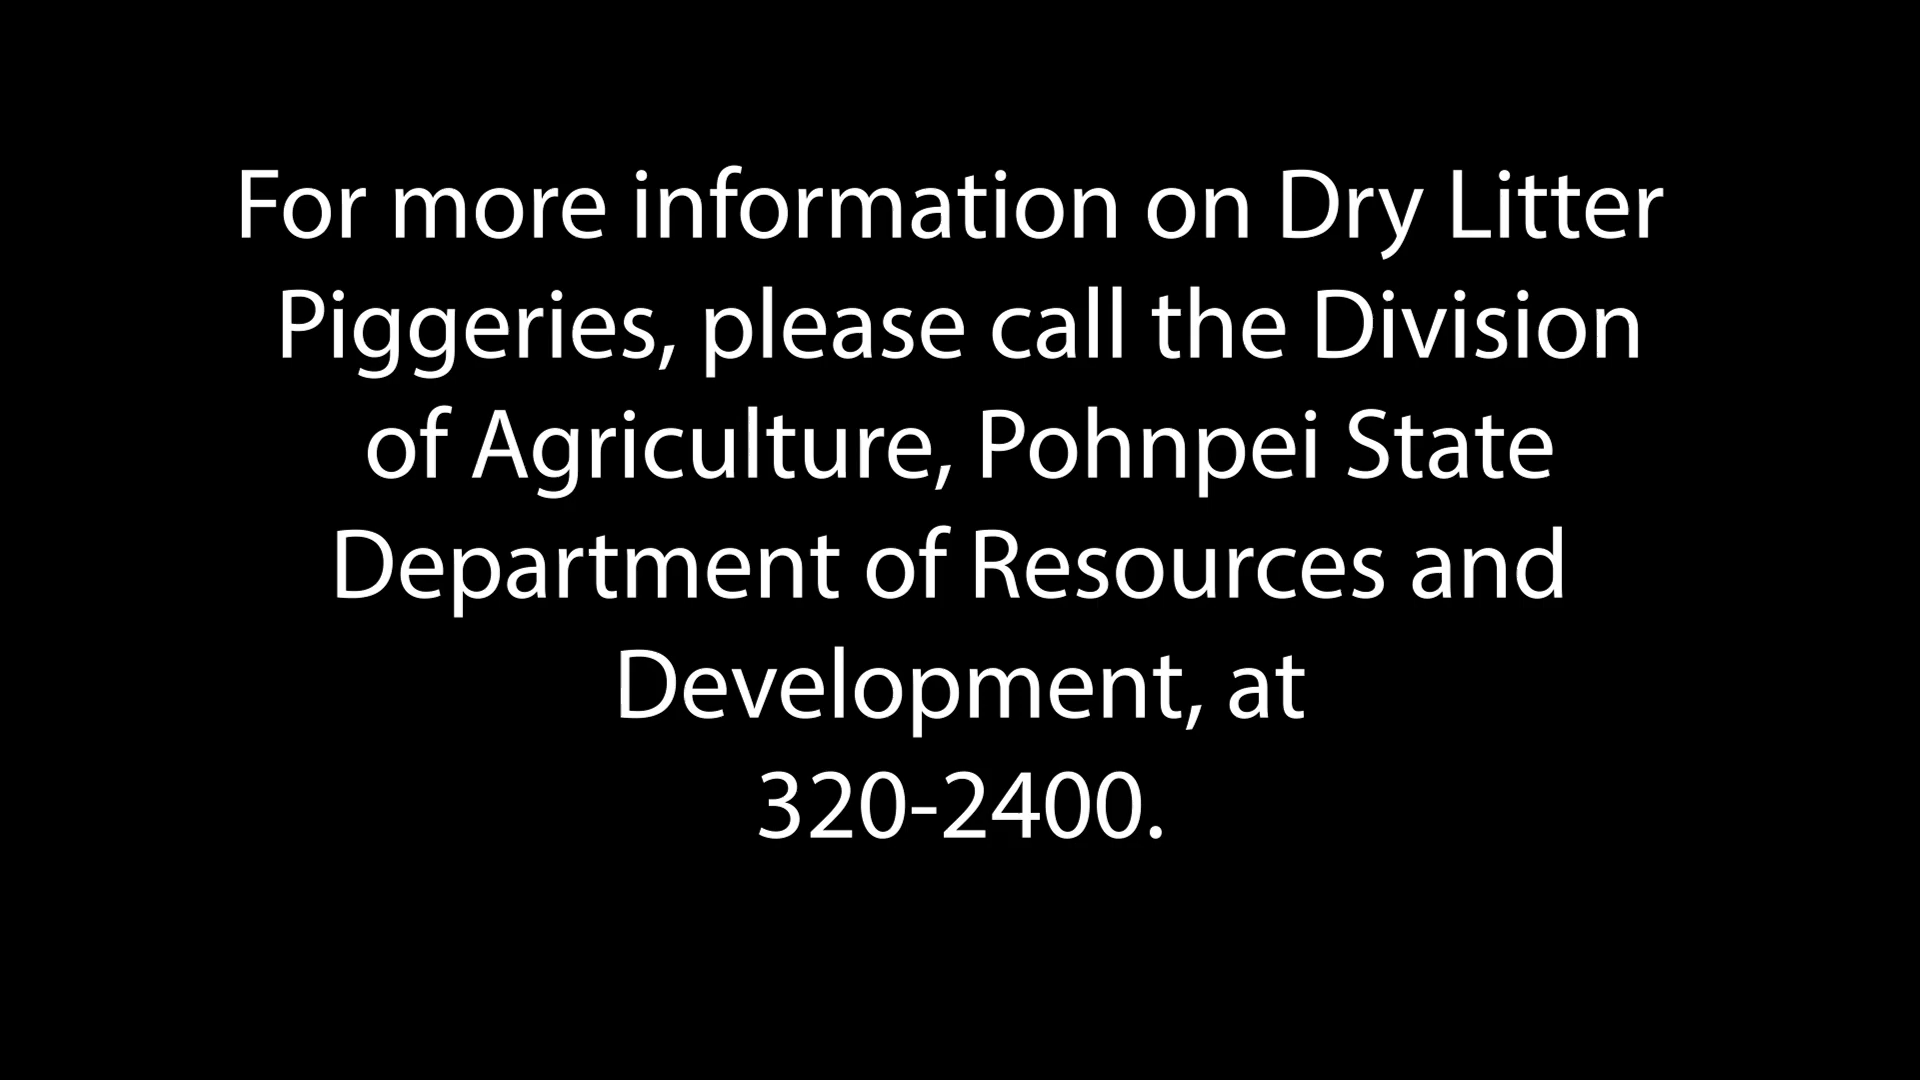 For more information on Dry Litter
Piggeries, please call the Division
of Agriculture, Pohnpei State
Department of Resources and
Development, at
320-2400.